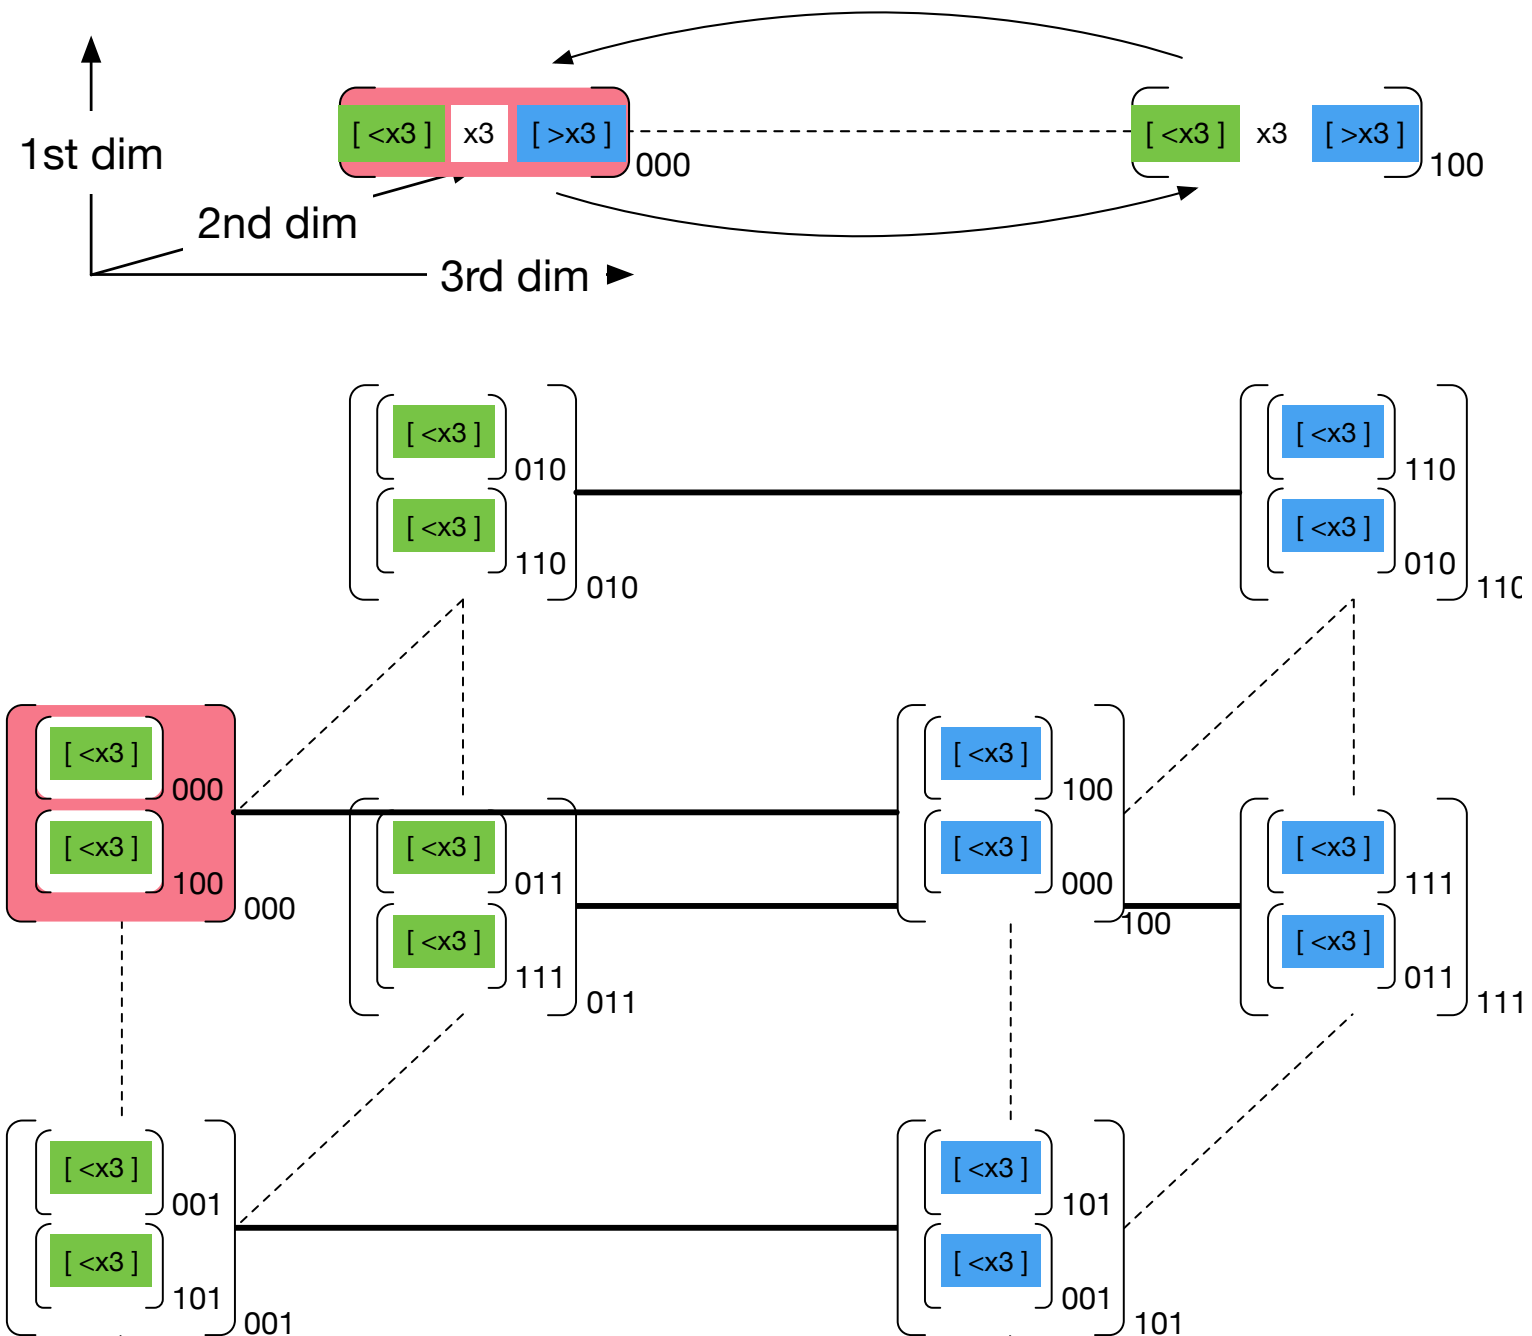 1st dim
2nd dim
3rd dim
[ <x3 ] x3 [ >x3 ] 000
[ <x3 ] x3 [ >x3 ] 100
[ <x3 ] 010
[ <x3 ] 110
010
[ <x3 ] 110
[ <x3 ] 010
110
[ <x3 ] 000
[ <x3 ] 100
000
[ <x3 ] 011
[ <x3 ] 111
011
[ <x3 ] 100
[ <x3 ] 000
100
[ <x3 ] 111
[ <x3 ] 011
111
[ <x3 ] 001
[ <x3 ] 101
001
[ <x3 ] 101
[ <x3 ] 001
101